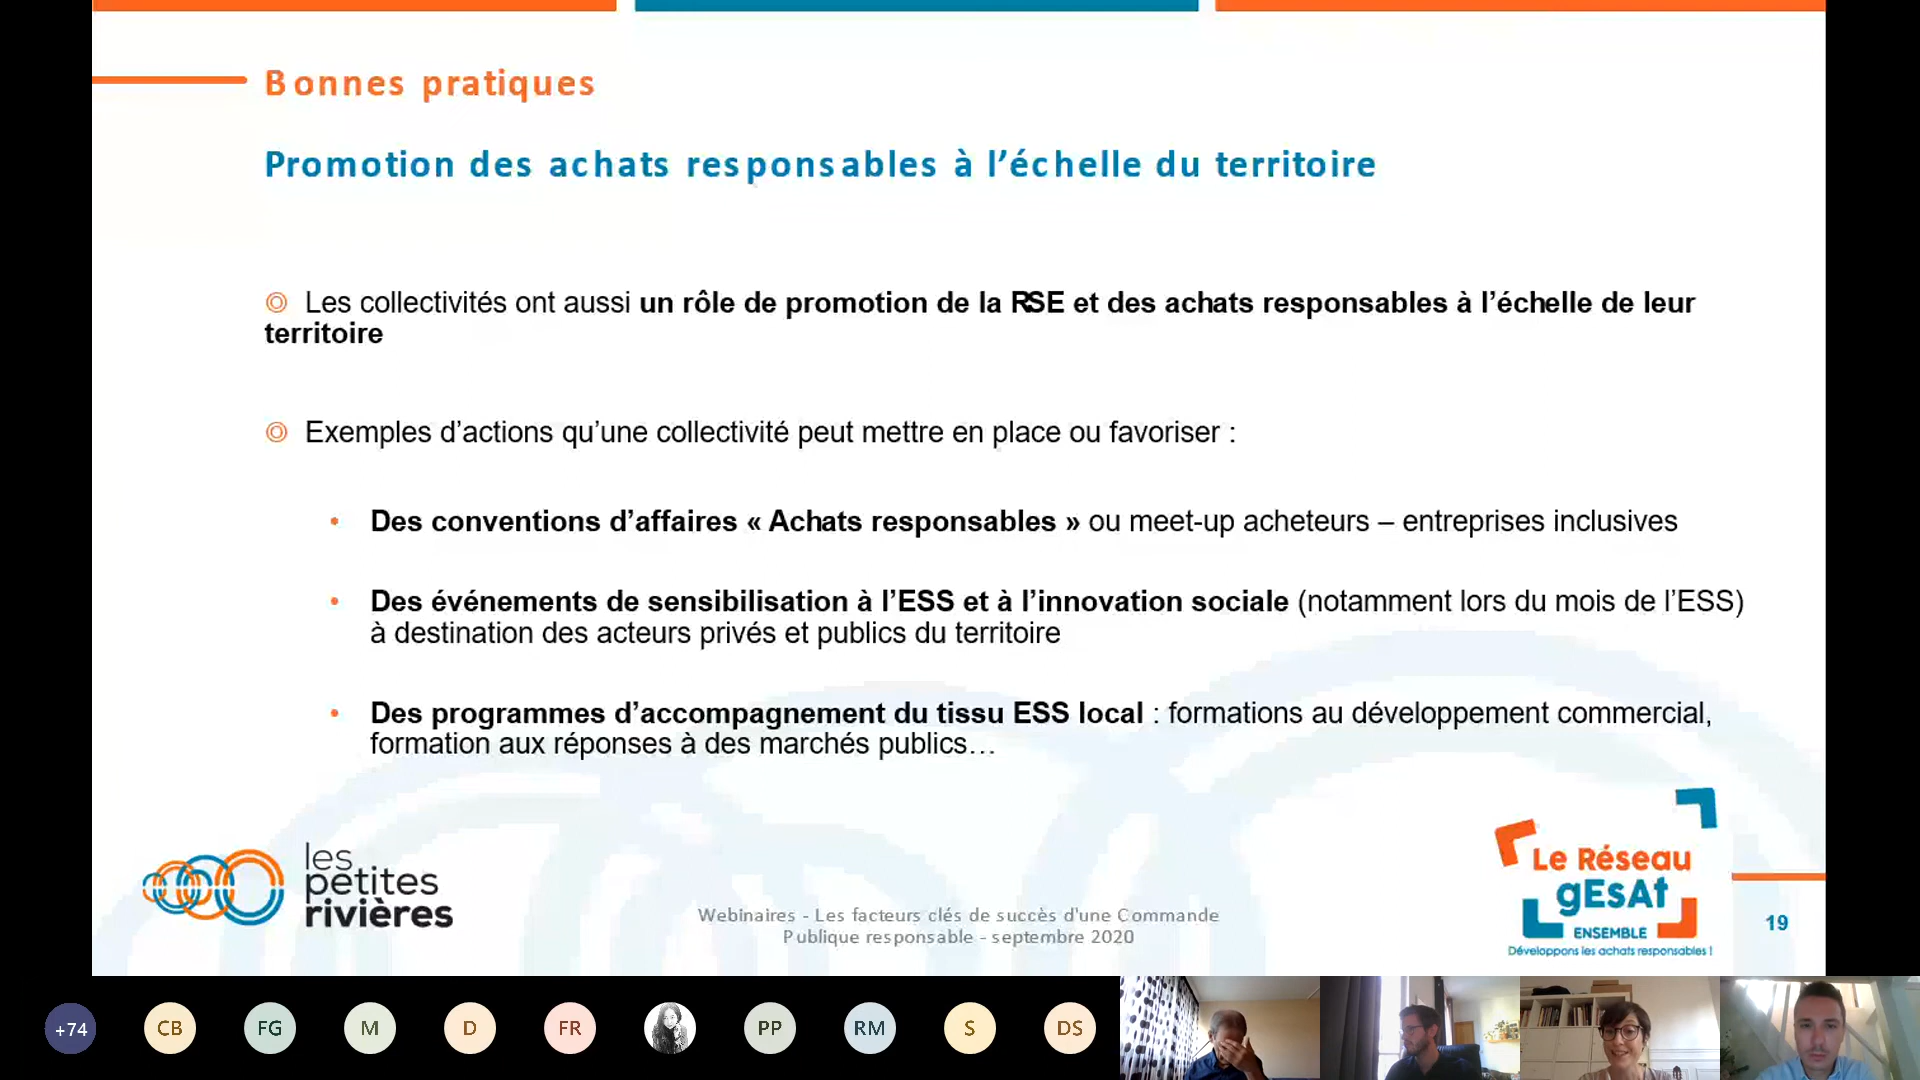 Bonnes pratiques
Promotion des achats responsables à l’échelle du territoire
Les collectivités ont aussi un rôle de promotion de la RSE et des achats responsables à l’échelle de leur
territoire
Exemples d’actions qu’une collectivité peut mettre en place ou favoriser :
• Des conventions d’affaires « Achats responsables » ou meet-up acheteurs – entreprises inclusives
• Des événements de sensibilisation à l’ESS et à l’innovation sociale (notamment lors du mois de l’ESS)
à destination des acteurs privés et publics du territoire
• Des programmes d’accompagnement du tissu ESS local : formations au développement commercial,
formation aux réponses à des marchés publics…
les
petites
rivières
Webinaires - Les facteurs clés de succès d'une Commande
Publique responsable - septembre 2020
Le Réseau
gEsAt
ENSEMBLE
Développons les achats responsables !
19
+74
CB
FG
M
D
FR
PP
RM
S
DS